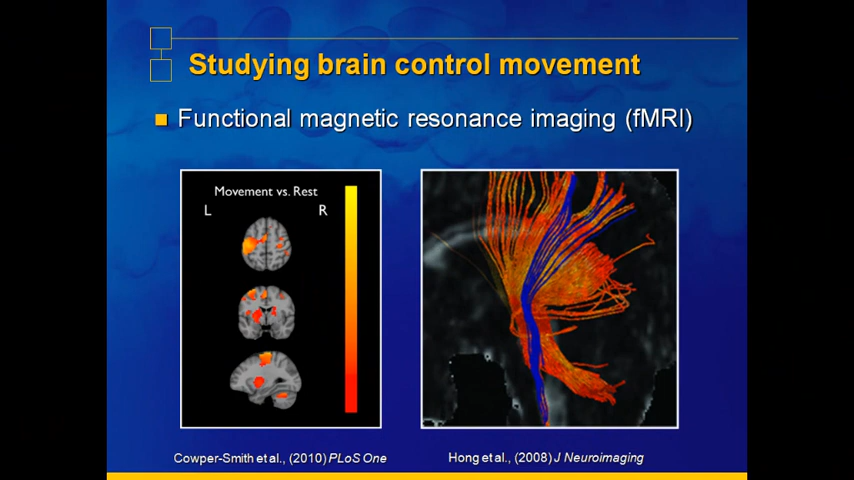 Studying brain control movement
Functional magnetic resonance imaging (fMRI)
Movement vs. Rest
L R
Cowper-Smith et al., (2010) PLoS One
Hong et al., (2008) J Neuroimaging